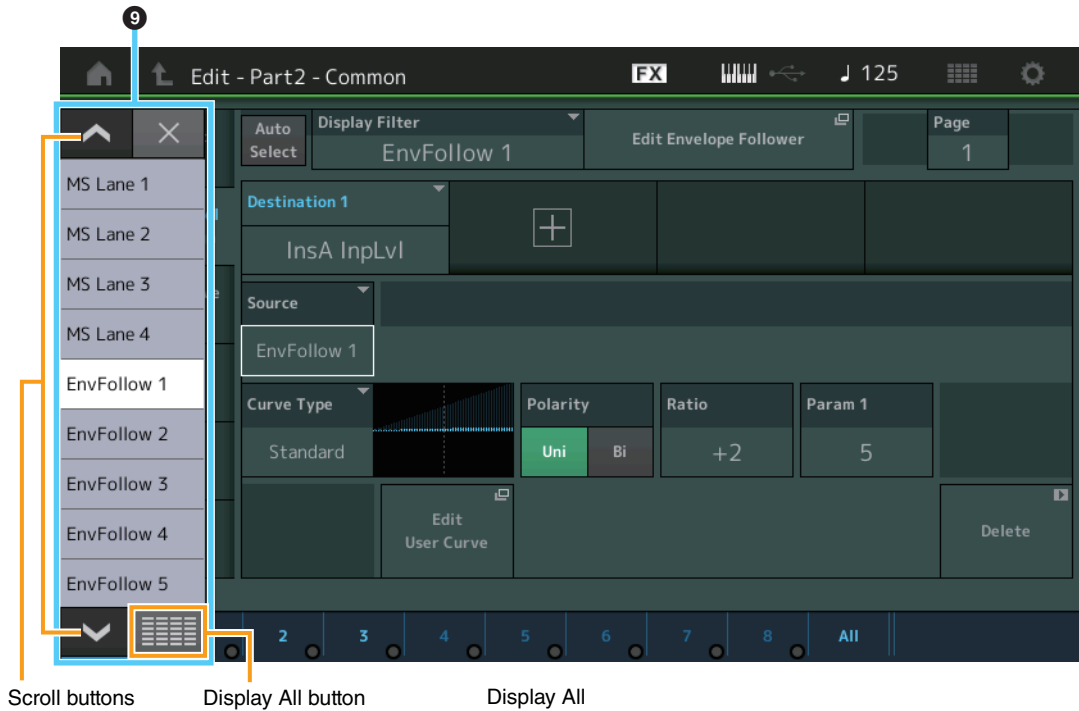 9
Edit - Part2 - Common
FX
125
Auto Select
Display Filter
EnvFollow 1
Edit Envelope Follower
Page
1
MS Lane 1
MS Lane 2
MS Lane 3
MS Lane 4
EnvFollow 1
EnvFollow 2
EnvFollow 3
EnvFollow 4
EnvFollow 5
Destination 1
InsA InpLvl
Source
EnvFollow 1
Curve Type
Standard
Polarity
Uni
Bi
Ratio
+2
Param 1
5
Edit
User Curve
Delete
2
3
4
5
6
7
8
All
Scroll buttons
Display All button
Display All